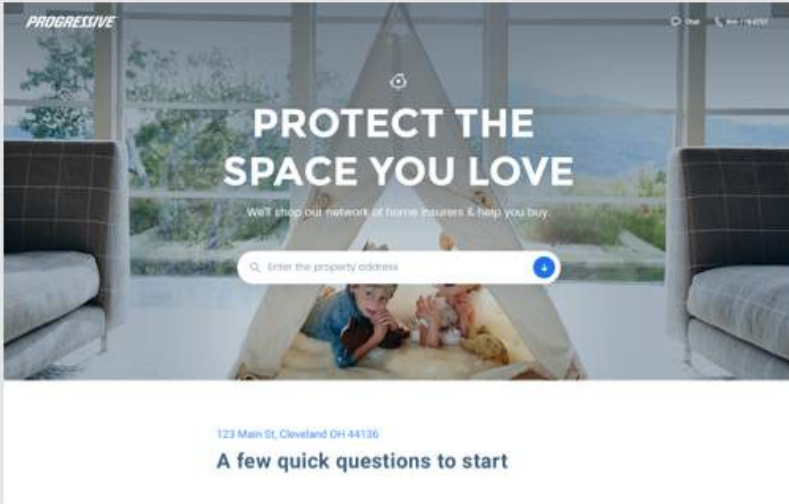 PROGRESSIVE
Chat
PROTECT THE
SPACE YOU LOVE
We'll shop our network of home insurers & help you buy.
Enter the property address
123 Main St, Cleveland OH 44136
A few quick questions to start